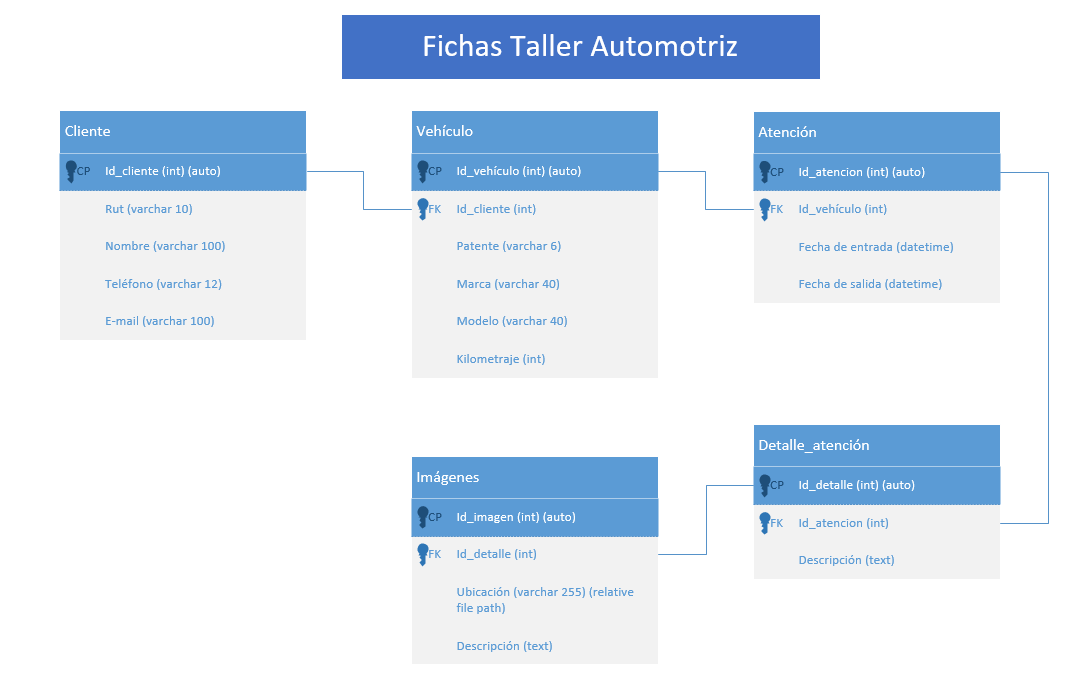 Fichas Taller Automotriz
Cliente
CP Id_cliente (int) (auto)
Rut (varchar 10)
Nombre (varchar 100)
Teléfono (varchar 12)
E-mail (varchar 100)
Vehículo
CP Id_vehículo (int) (auto)
FK Id_cliente (int)
Patente (varchar 6)
Marca (varchar 40)
Modelo (varchar 40)
Kilometraje (int)
Atención
CP Id_atencion (int) (auto)
FK Id_vehículo (int)
Fecha de entrada (datetime)
Fecha de salida (datetime)
Imágenes
CP Id_imagen (int) (auto)
FK Id_detalle (int)
Ubicación (varchar 255) (relative
file path)
Descripción (text)
Detalle_atención
CP Id_detalle (int) (auto)
FK Id_atencion (int)
Descripción (text)